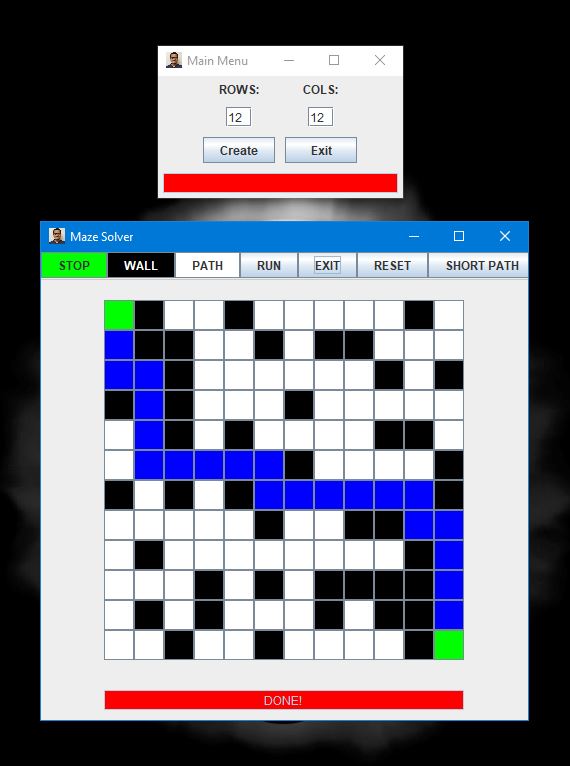 Main Menu
ROWS: COLS:
12 12
Create Exit
Maze Solver
STOP WALL PATH RUN EXIT RESET SHORT PATH
DONE!